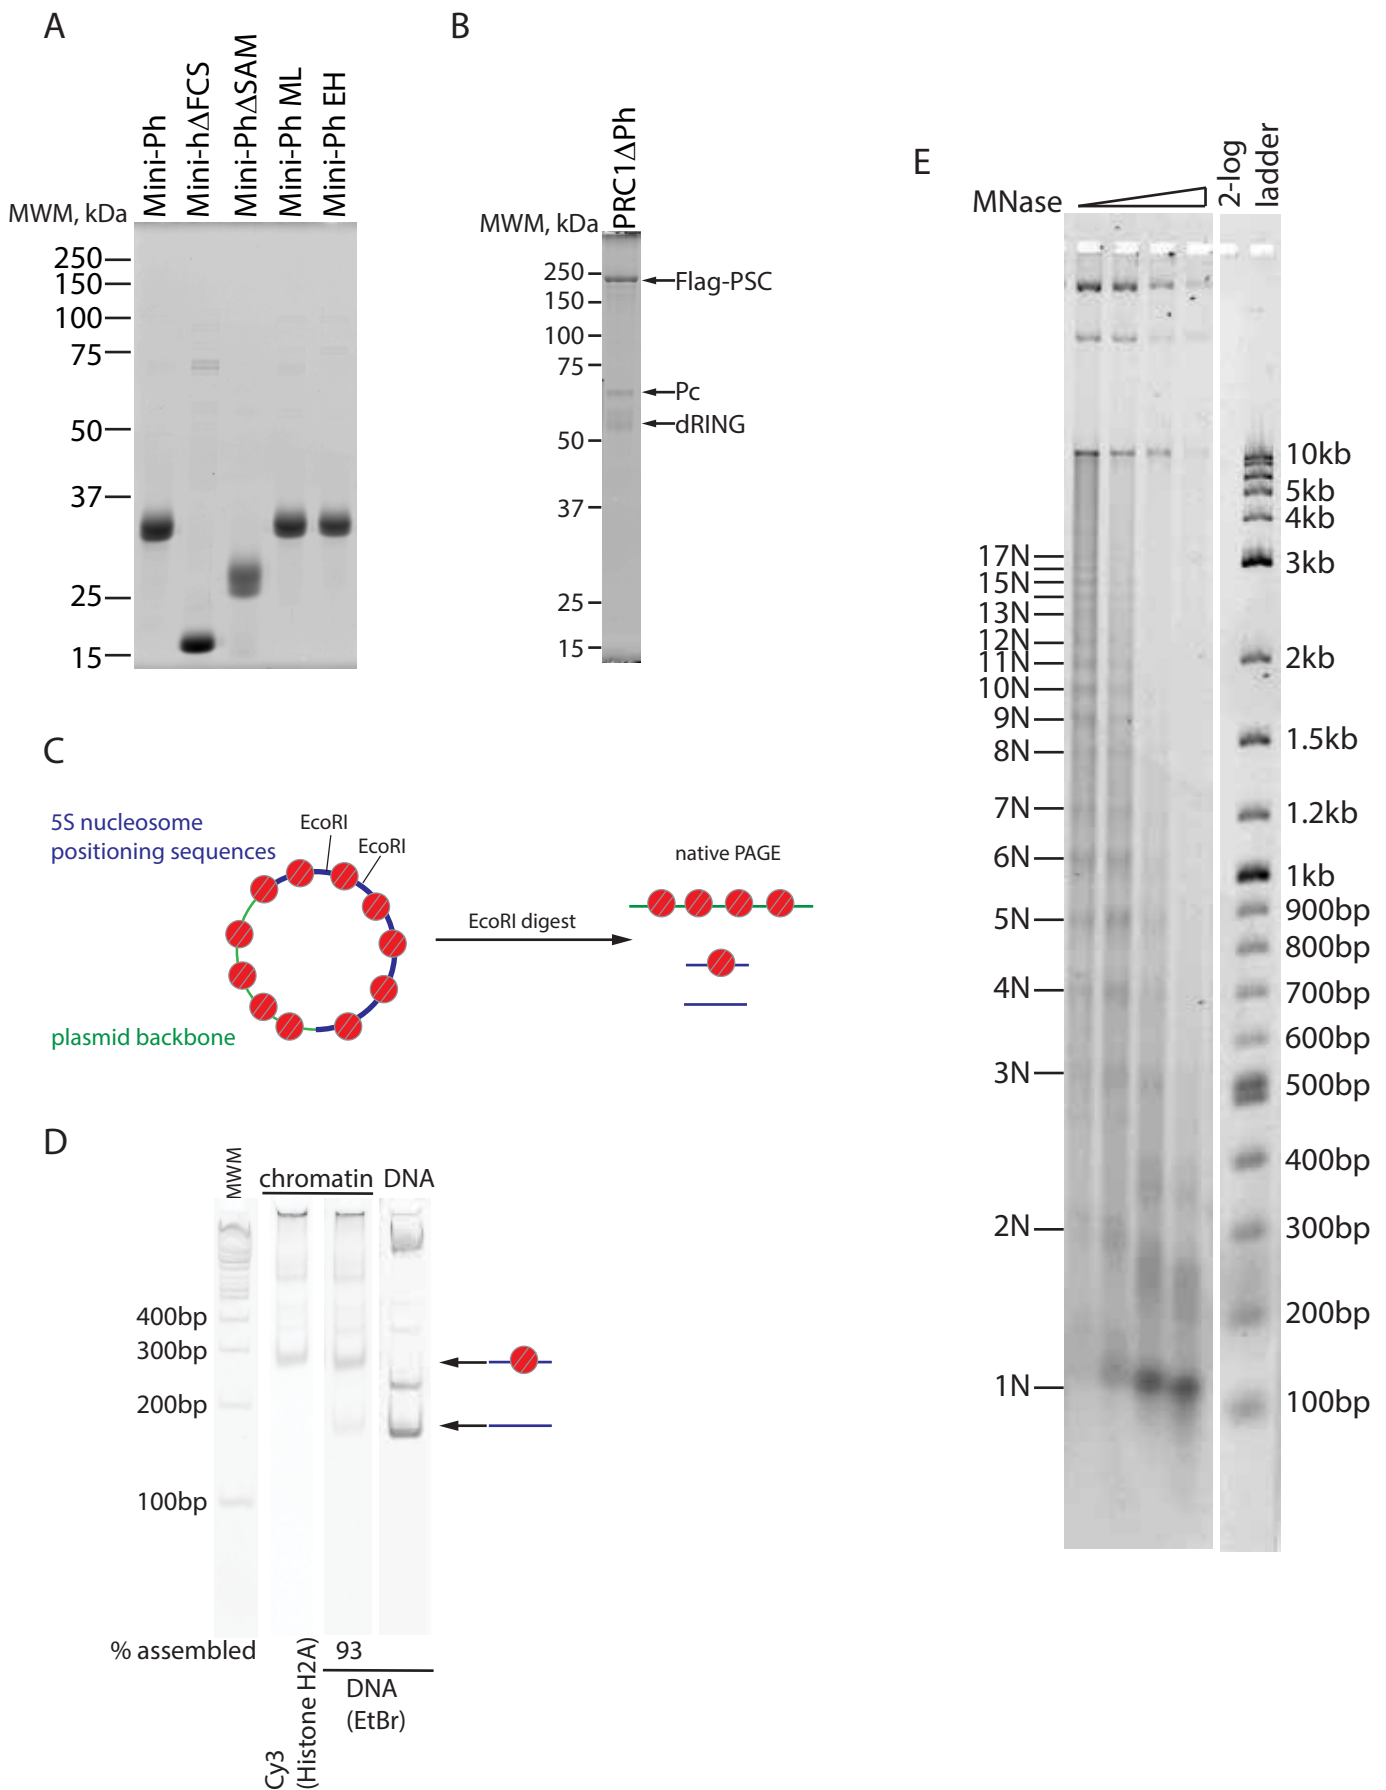 A
Mini-Ph
Mini-hΔFCS
Mini-PhΔSAM
Mini-Ph ML
Mini-Ph EH
MWM, kDa
250
150
100
75
50
37
25
15
B
PRC1ΔPh
MWM, kDa
250
150
100
75
50
37
25
15
Flag-PSC
Pc
dRING
C
5S nucleosome
positioning sequences
EcoRI
EcoRI
plasmid backbone
EcoRI digest
native PAGE
D
MWM
chromatin
DNA
400bp
300bp
200bp
100bp
% assembled
93
Cy3
(Histone H2A)
DNA
(EtBr)
E
MNase
2-log
ladder
17N
15N
13N
12N
11N
10N
9N
8N
7N
6N
5N
4N
3N
2N
1N
10kb
5kb
4kb
3kb
2kb
1.5kb
1.2kb
1kb
900bp
800bp
700bp
600bp
500bp
400bp
300bp
200bp
100bp